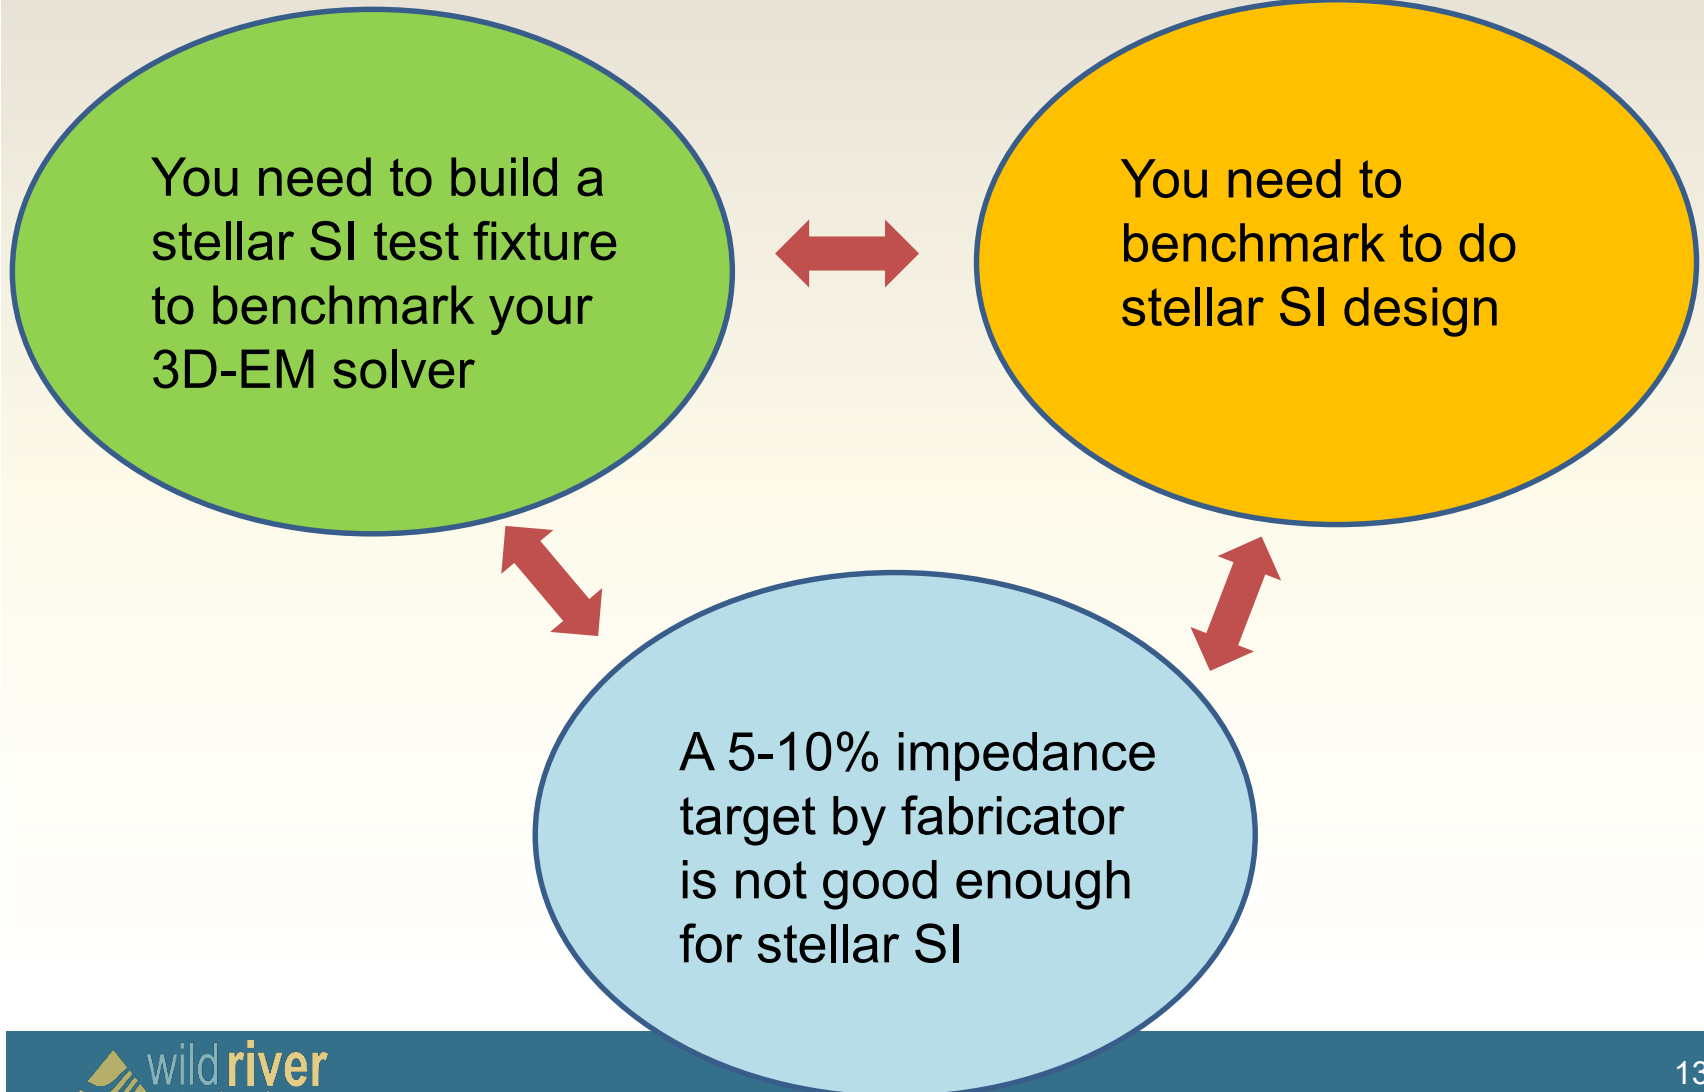 You need to build a
stellar SI test fixture
to benchmark your
3D-EM solver
You need to
benchmark to do
stellar SI design
A 5-10% impedance
target by fabricator
is not good enough
for stellar SI
wild river
13